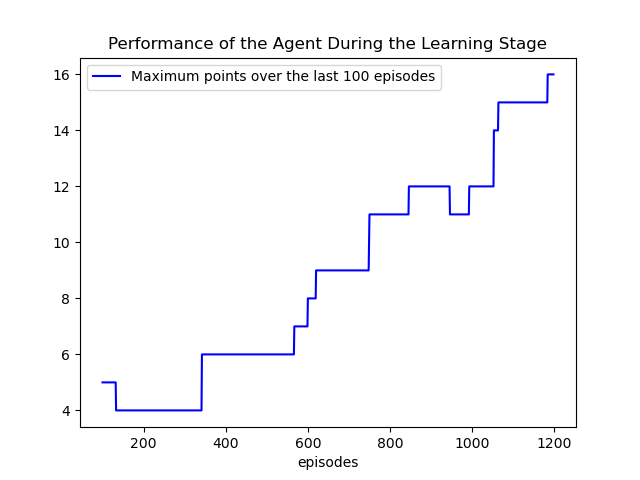 Performance of the Agent During the Learning Stage
Maximum points over the last 100 episodes
16
14
12
10
8
6
4
200 400 600 800 1000 1200
episodes